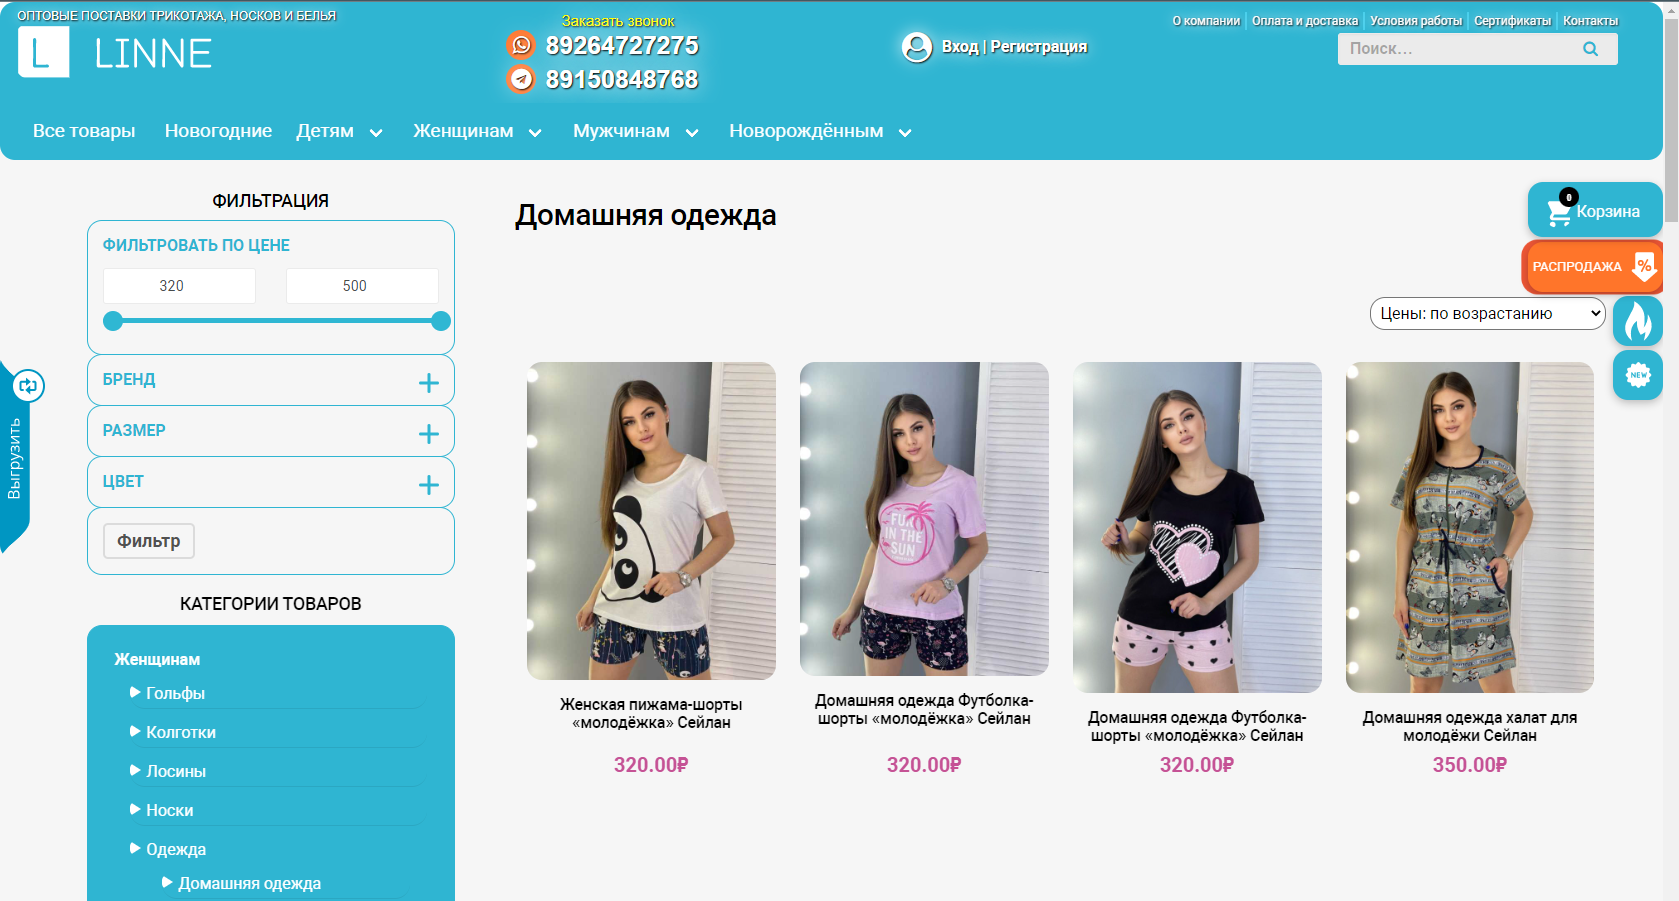 ОПТОВЫЕ ПОСТАВКИ ТРИКОТАЖА, НОСКОВ И БЕЛЬЯ
L LINNE
Заказать звонок
89264727275
89150848768
Вход | Регистрация
О компании | Оплата и доставка | Условия работы | Сертификаты | Контакты
Поиск...
Все товары Новогодние Детям Женщинам Мужчинам Новорождённым
ФИЛЬТРАЦИЯ
ФИЛЬТРОВАТЬ ПО ЦЕНЕ
320 500
БРЕНД
РАЗМЕР
ЦВЕТ
Фильтр
Выгрузить
КАТЕГОРИИ ТОВАРОВ
Женщинам
Гольфы
Колготки
Лосины
Носки
Одежда
Домашняя одежда
Домашняя одежда
0
Корзина
РАСПРОДАЖА %
NEW
Цены: по возрастанию
FUN
IN THE
SUN
Женская пижама-шорты
«молодёжка» Сейлан
320.00₽
Домашняя одежда Футболка-
шорты «молодёжка» Сейлан
320.00₽
Домашняя одежда Футболка-
шорты «молодёжка» Сейлан
320.00₽
Домашняя одежда халат для
молодёжи Сейлан
350.00₽